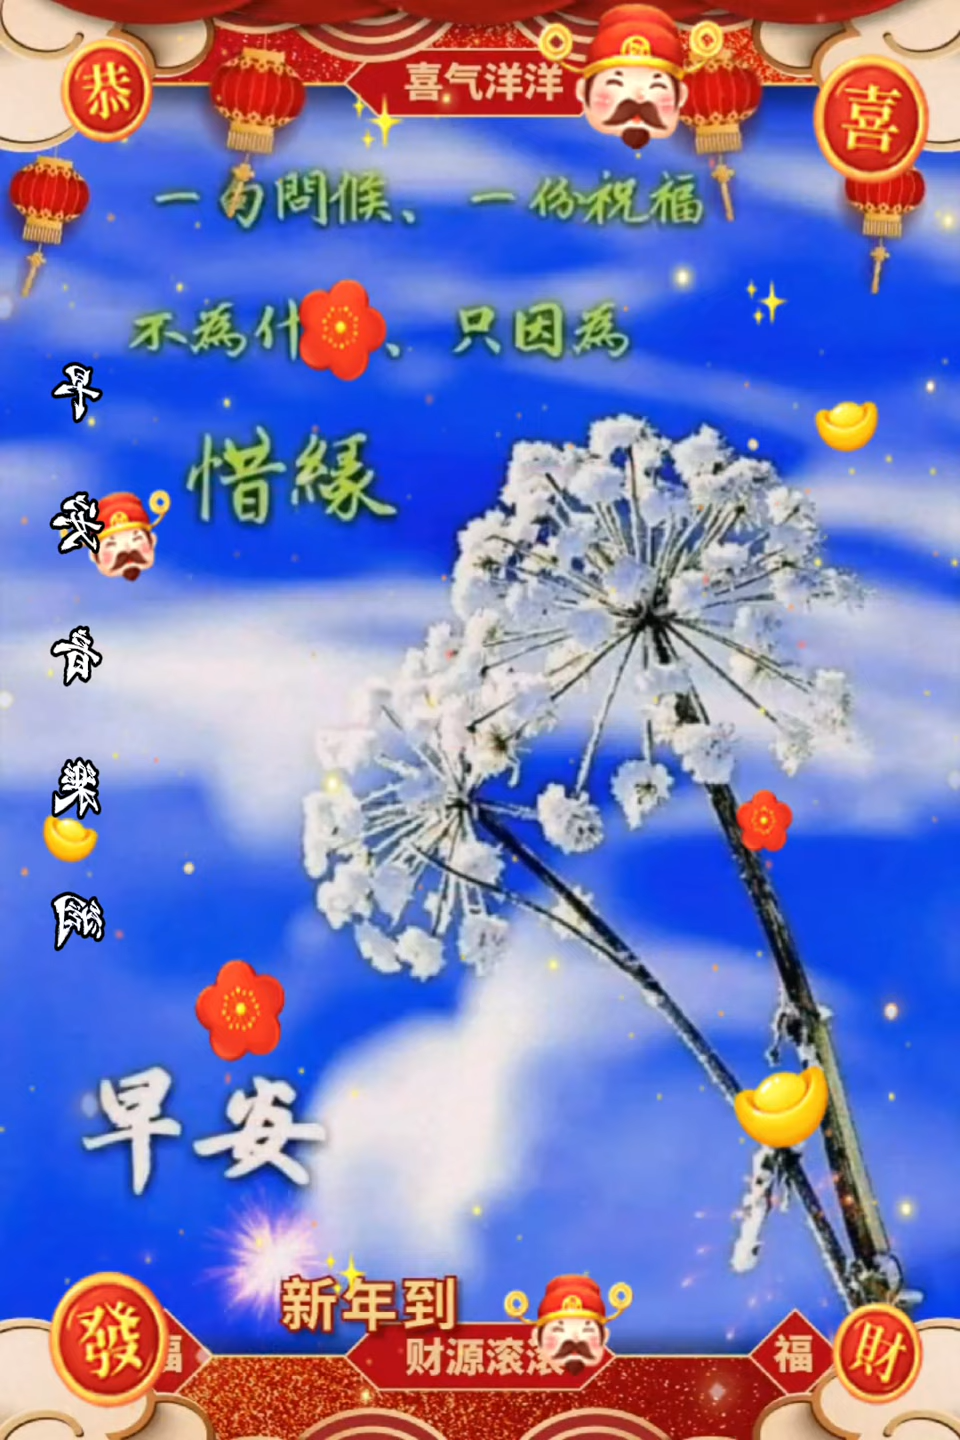 恭
喜气洋洋
喜
一句問候、一份祝福
不為什、只因為
惜緣
早
安
音
樂
圖
早安
新年到
發
福
财源滚滚
福
財